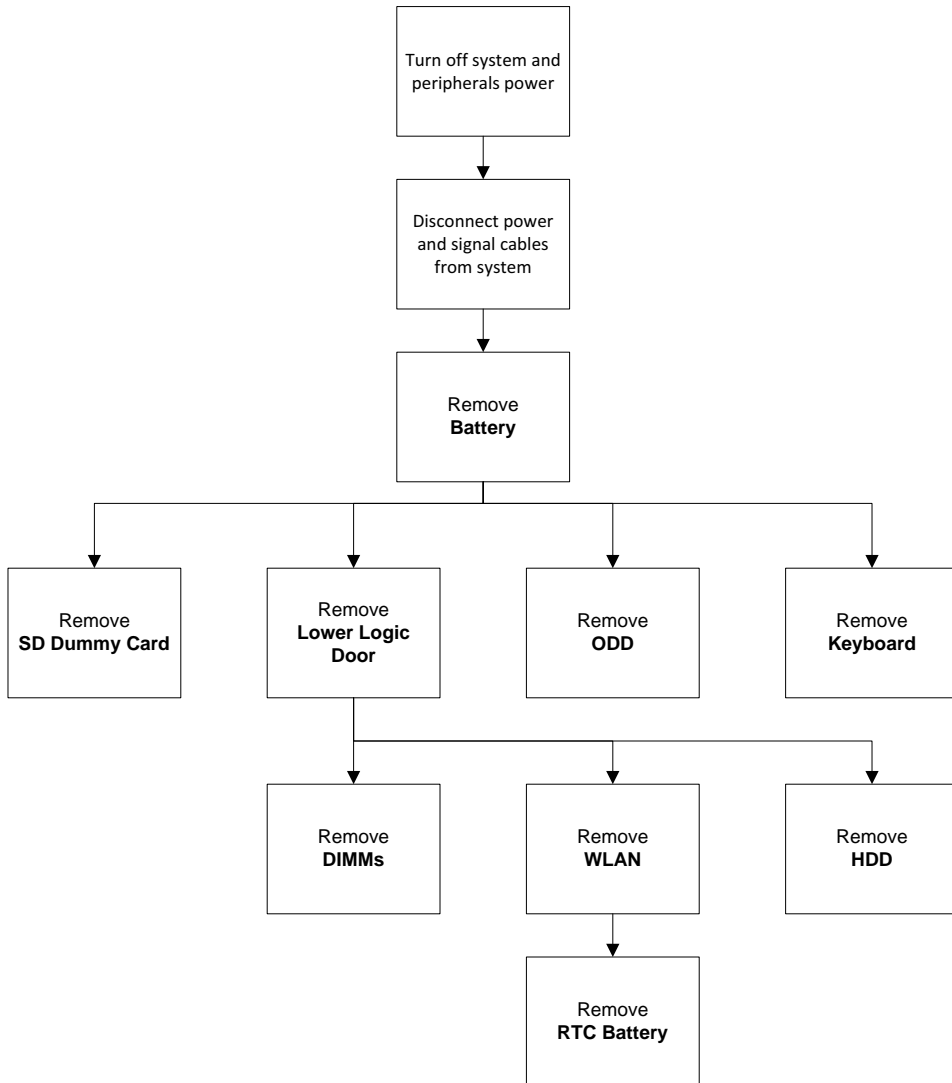 Turn off system and
peripherals power
Disconnect power
and signal cables
from system
Remove
Battery
Remove
SD Dummy Card
Remove
Lower Logic
Door
Remove
ODD
Remove
Keyboard
Remove
DIMMs
Remove
WLAN
Remove
HDD
Remove
RTC Battery